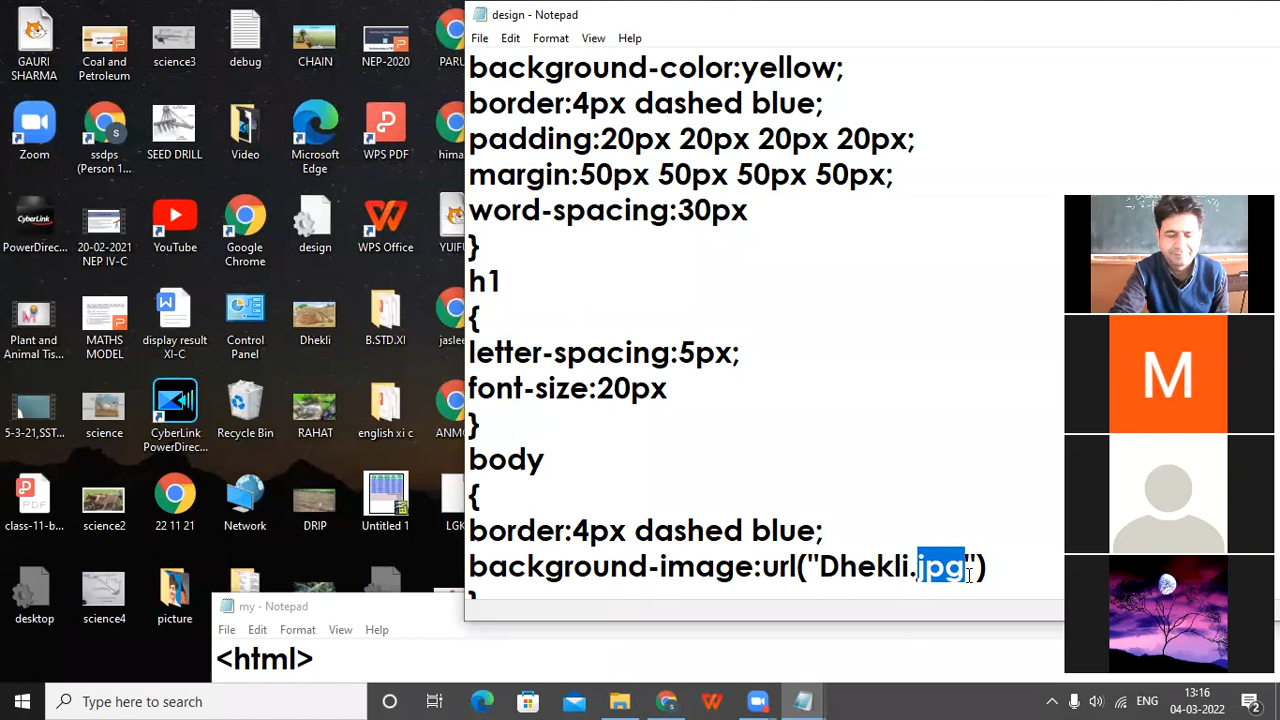 design - Notepad
File Edit Format View Help
background-color:yellow;
border:4px dashed blue;
padding:20px 20px 20px 20px;
margin:50px 50px 50px 50px;
word-spacing:30px
}
h1
{
letter-spacing:5px;
font-size:20px
}
body
{
border:4px dashed blue;
background-image:url("Dhekli.jpg")
}
my - Notepad
File Edit Format View Help
<html>
GAURI SHARMA
Coal and Petroleum
science3
debug
CHAIN
NEP-2020
PARU
Zoom
ssdps (Person 1...
SEED DRILL
Video
Microsoft Edge
WPS PDF
hima
PowerDirec...
20-02-2021 NEP IV-C
YouTube
Google Chrome
design
WPS Office
YUIFU
Plant and Animal Tis...
MATHS MODEL
display result XI-C
Control Panel
Dhekli
B.STD.XI
jaslee
5-3-21,SST...
science
CyberLink PowerDirec...
Recycle Bin
RAHAT
english xi c
ANMO
class-11-b...
science2
22 11 21
Network
DRIP
Untitled 1
LGK
desktop
science4
picture
Type here to search
ENG
13:16
04-03-2022
2
M